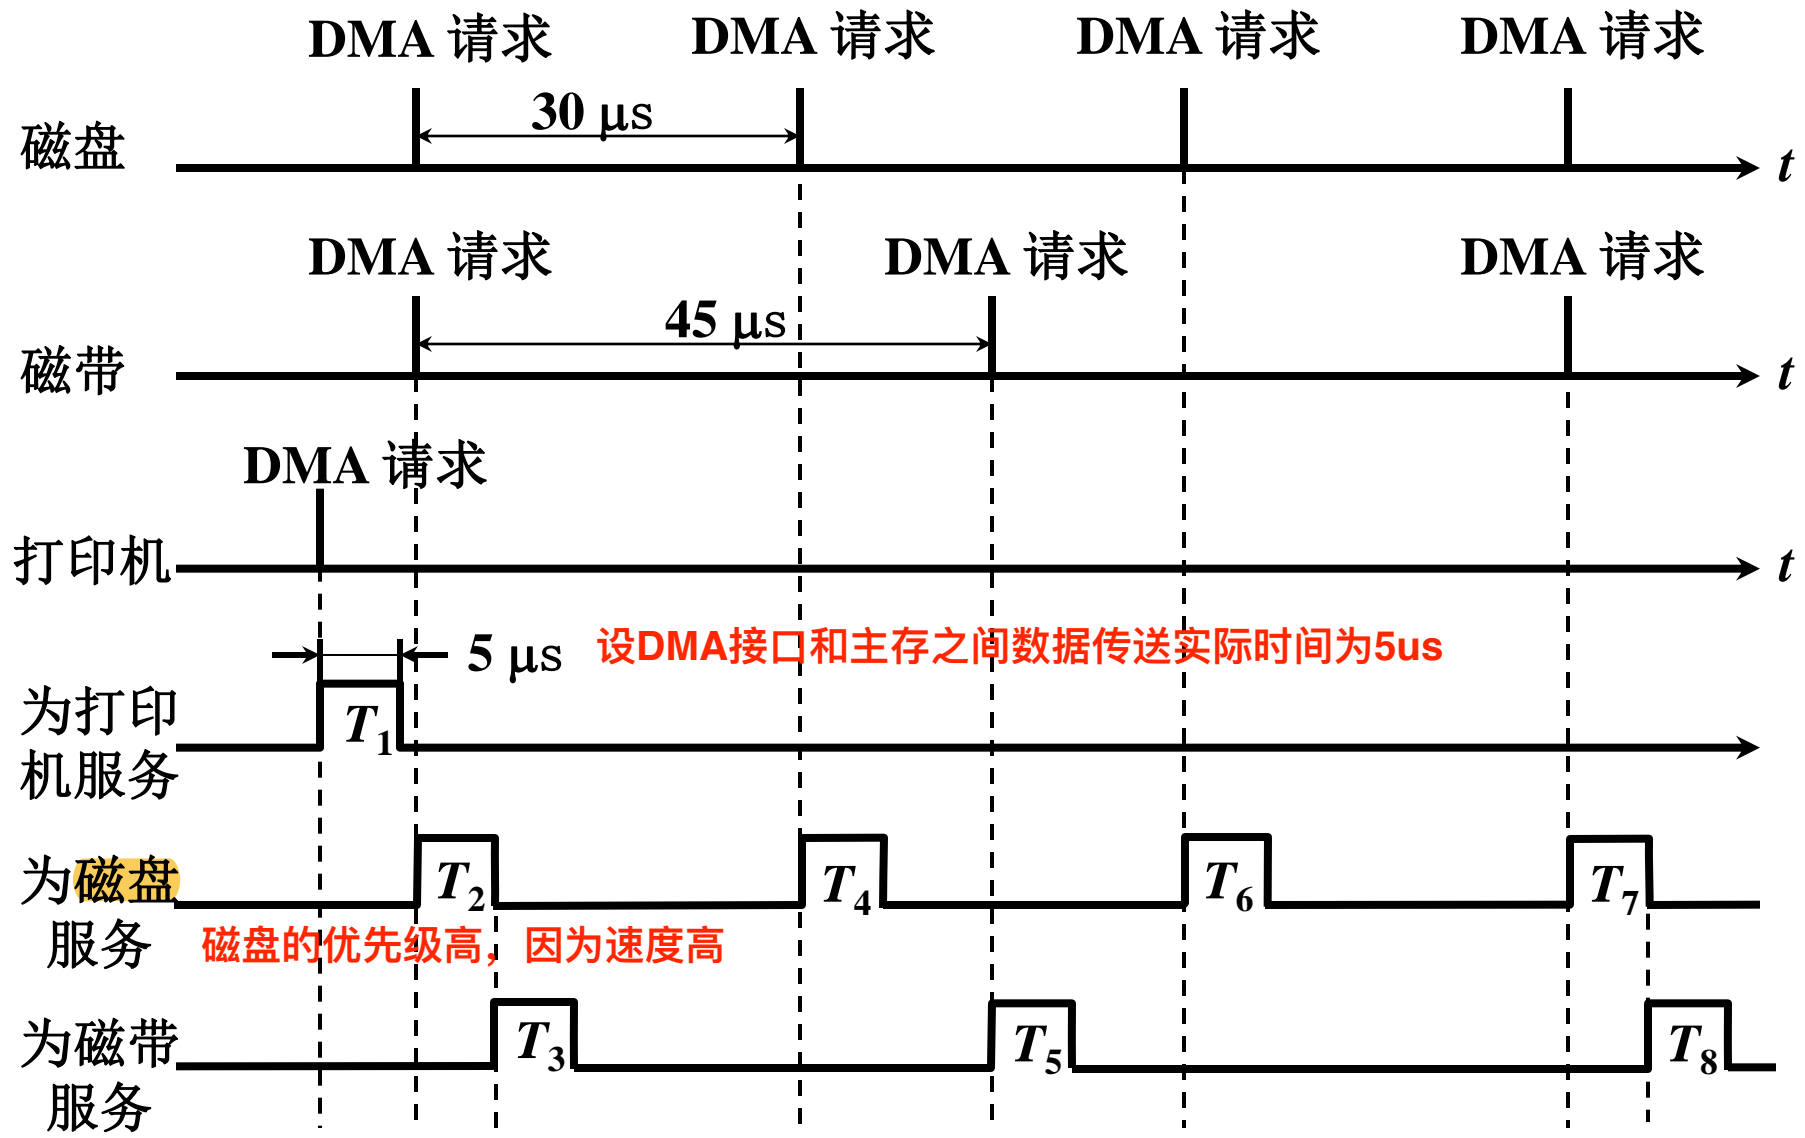 DMA 请求 DMA 请求 DMA 请求 DMA 请求
30 μs
磁盘
t
DMA 请求 DMA 请求 DMA 请求
45 μs
磁带
t
DMA 请求
打印机
t
5 μs
设DMA接口和主存之间数据传送实际时间为5us
为打印
机服务
T1
为磁盘
服务
T2 T4 T6 T7
磁盘的优先级高，因为速度高
为磁带
服务
T3 T5 T8